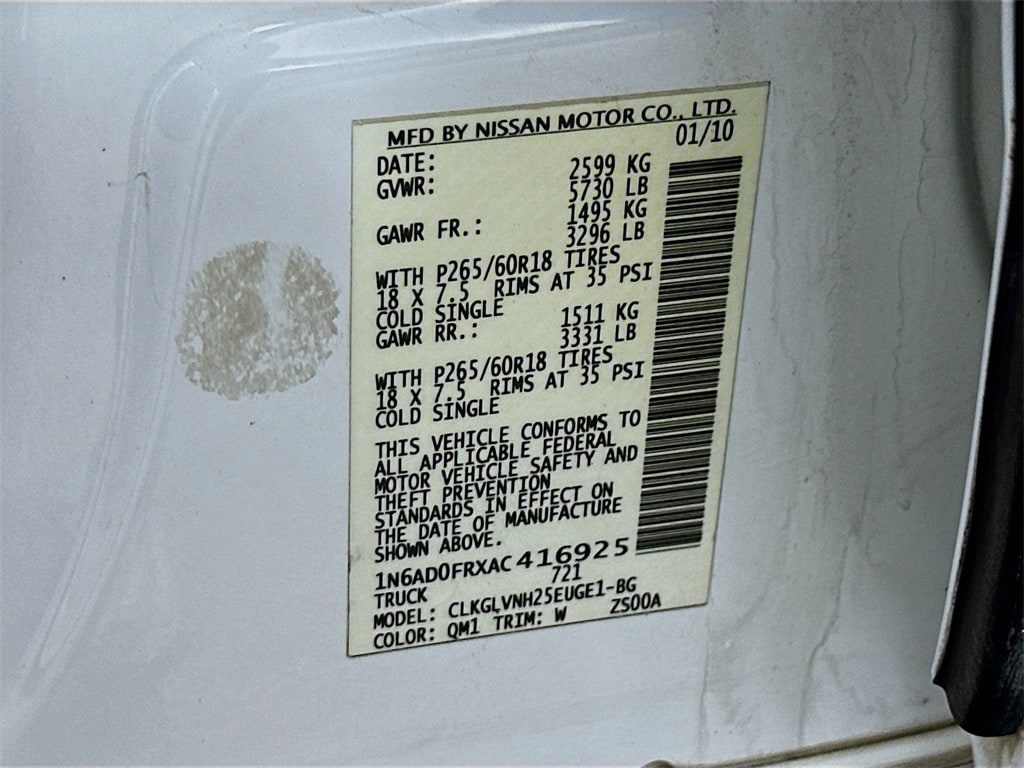 MFD BY NISSAN MOTOR CO., LTD.
DATE: 01/10
GVWR: 2599 KG
5730 LB
GAWR FR.: 1495 KG
3296 LB
WITH P265/60R18 TIRES
18 X 7.5 RIMS AT 35 PSI
COLD SINGLE
GAWR RR.: 1511 KG
3331 LB
WITH P265/60R18 TIRES
18 X 7.5 RIMS AT 35 PSI
COLD SINGLE
THIS VEHICLE CONFORMS TO
ALL APPLICABLE FEDERAL
MOTOR VEHICLE SAFETY AND
THEFT PREVENTION
STANDARDS IN EFFECT ON
THE DATE OF MANUFACTURE
SHOWN ABOVE.
1N6AD0FRXAC416925
TRUCK 721
MODEL: CLKGLVNH25EUGE1-BG
COLOR: QM1 TRIM: W ZS00A